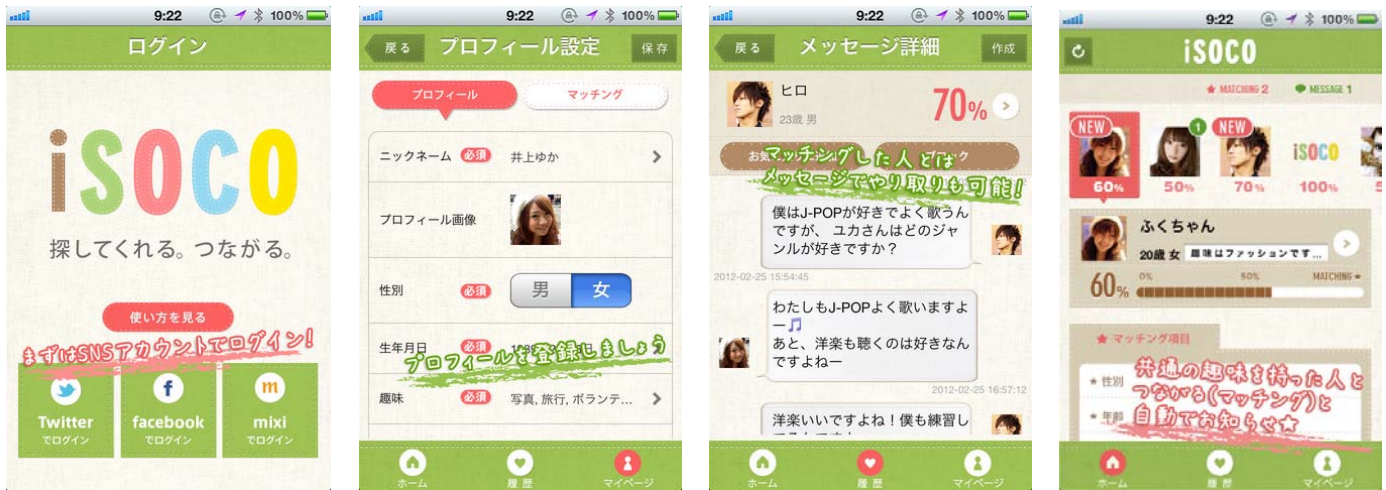 9:22
100%
ログイン
iSOCO
探してくれる。つながる。
使い方を見る
まずはSNSアカウントでログイン!
Twitter
でログイン
facebook
でログイン
mixi
でログイン
9:22
100%
戻る
プロフィール設定
保存
プロフィール
マッチング
ニックネーム 必須 井上ゆか
プロフィール画像
性別 必須 男 女
生年月日 必須
プロフィールを登録しましょう
趣味 必須 写真, 旅行, ボランテ...
ホーム
履歴
マイページ
9:22
100%
戻る
メッセージ詳細
作成
ヒロ
23歳 男
70%
マッチングした人とは
メッセージでやり取りも可能!
僕はJ-POPが好きでよく歌うん
ですが、 ユカさんはどのジャ
ンルが好きですか？
2012-02-25 15:54:45
わたしもJ-POPよく歌いますよ
ー🎵
あと、洋楽も聴くのは好きなん
ですよねー
2012-02-25 16:57:12
洋楽いいですよね！僕も練習し
ホーム
履歴
マイページ
9:22
100%
iSOCO
★ MATCHING 2
MESSAGE 1
NEW
1
NEW
iSOCO
60%
50%
70%
100%
ふくちゃん
20歳 女 趣味はファッションです...
60%
0%
50%
MATCHING ★
★ マッチング項目
★ 性別
★ 年齢
共通の趣味を持った人と
つながる(マッチング)と
自動でお知らせ★
ホーム
履歴
マイページ